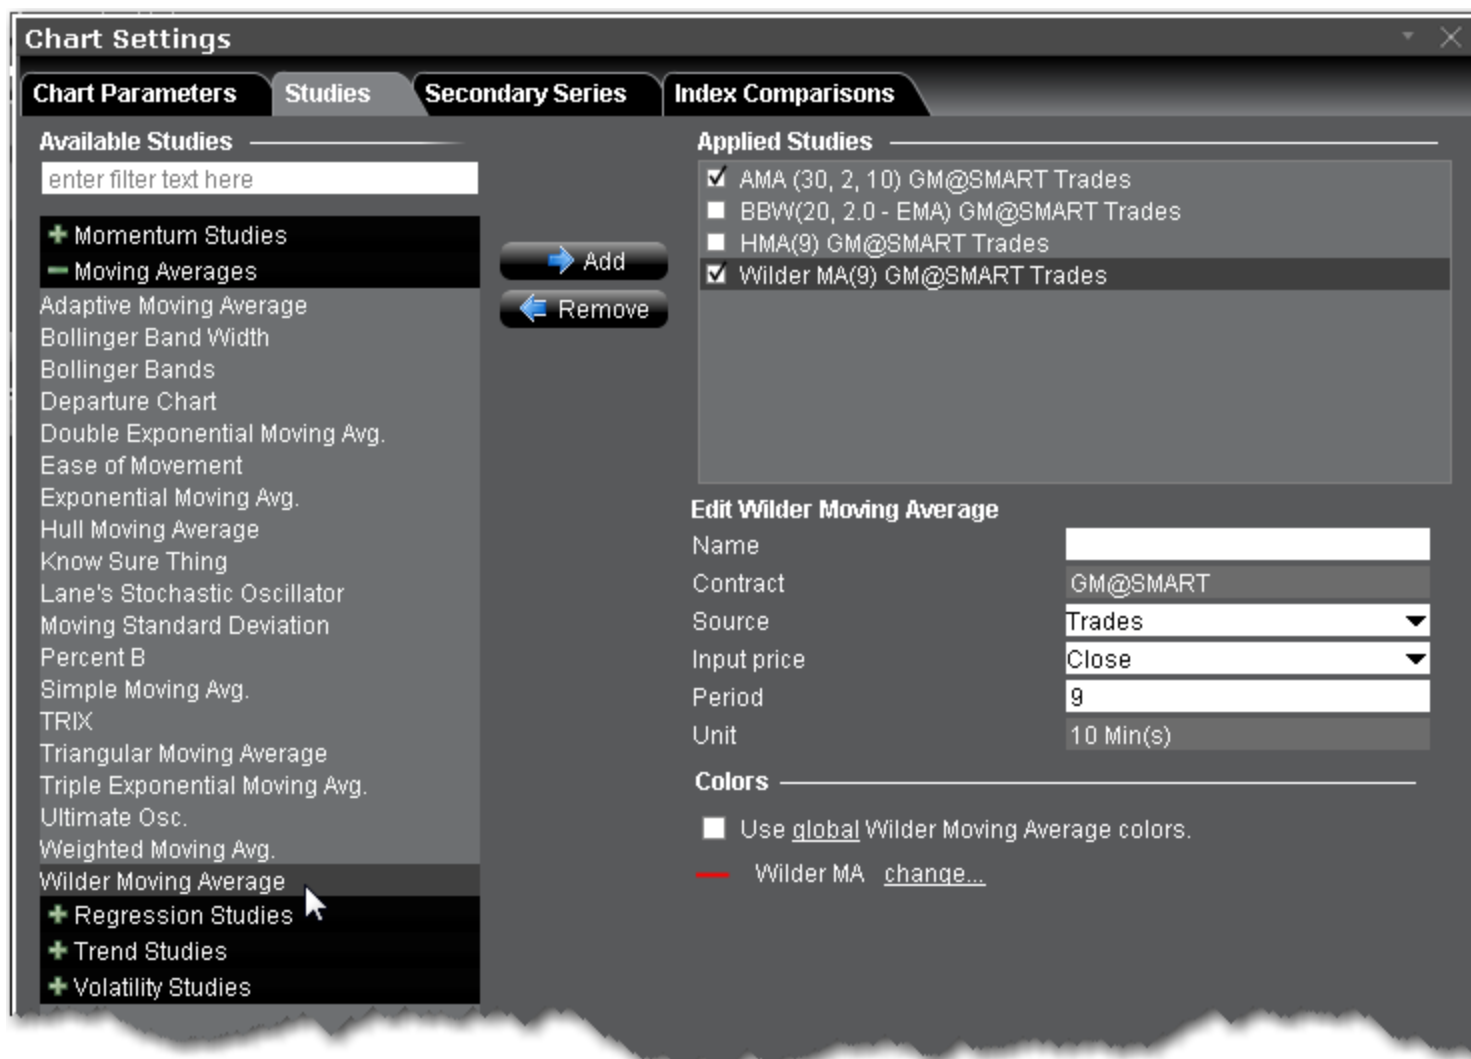 Chart Settings
Chart Parameters
Studies
Secondary Series
Index Comparisons
Available Studies
enter filter text here
Momentum Studies
Moving Averages
Adaptive Moving Average
Bollinger Band Width
Bollinger Bands
Departure Chart
Double Exponential Moving Avg.
Ease of Movement
Exponential Moving Avg.
Hull Moving Average
Know Sure Thing
Lane's Stochastic Oscillator
Moving Standard Deviation
Percent B
Simple Moving Avg.
TRIX
Triangular Moving Average
Triple Exponential Moving Avg.
Ultimate Osc.
Weighted Moving Avg.
Wilder Moving Average
Regression Studies
Trend Studies
Volatility Studies
Add
Remove
Applied Studies
AMA (30, 2, 10) GM@SMART Trades
BBW(20, 2.0 - EMA) GM@SMART Trades
HMA(9) GM@SMART Trades
Wilder MA(9) GM@SMART Trades
Edit Wilder Moving Average
Name
Contract GM@SMART
Source Trades
Input price Close
Period 9
Unit 10 Min(s)
Colors
Use global Wilder Moving Average colors.
Wilder MA change...